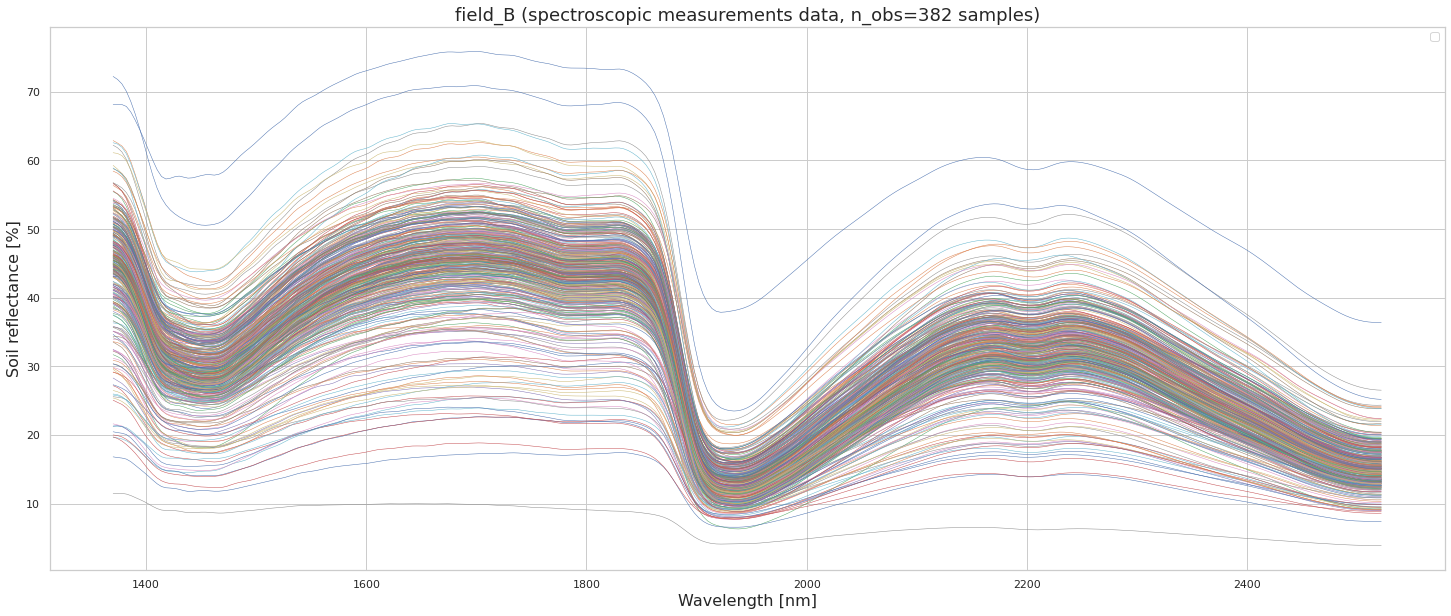 field_B (spectroscopic measurements data, n_obs=382 samples)
Soil reflectance [%]
70
60
50
40
30
20
10
1400 1600 1800 2000 2200 2400
Wavelength [nm]